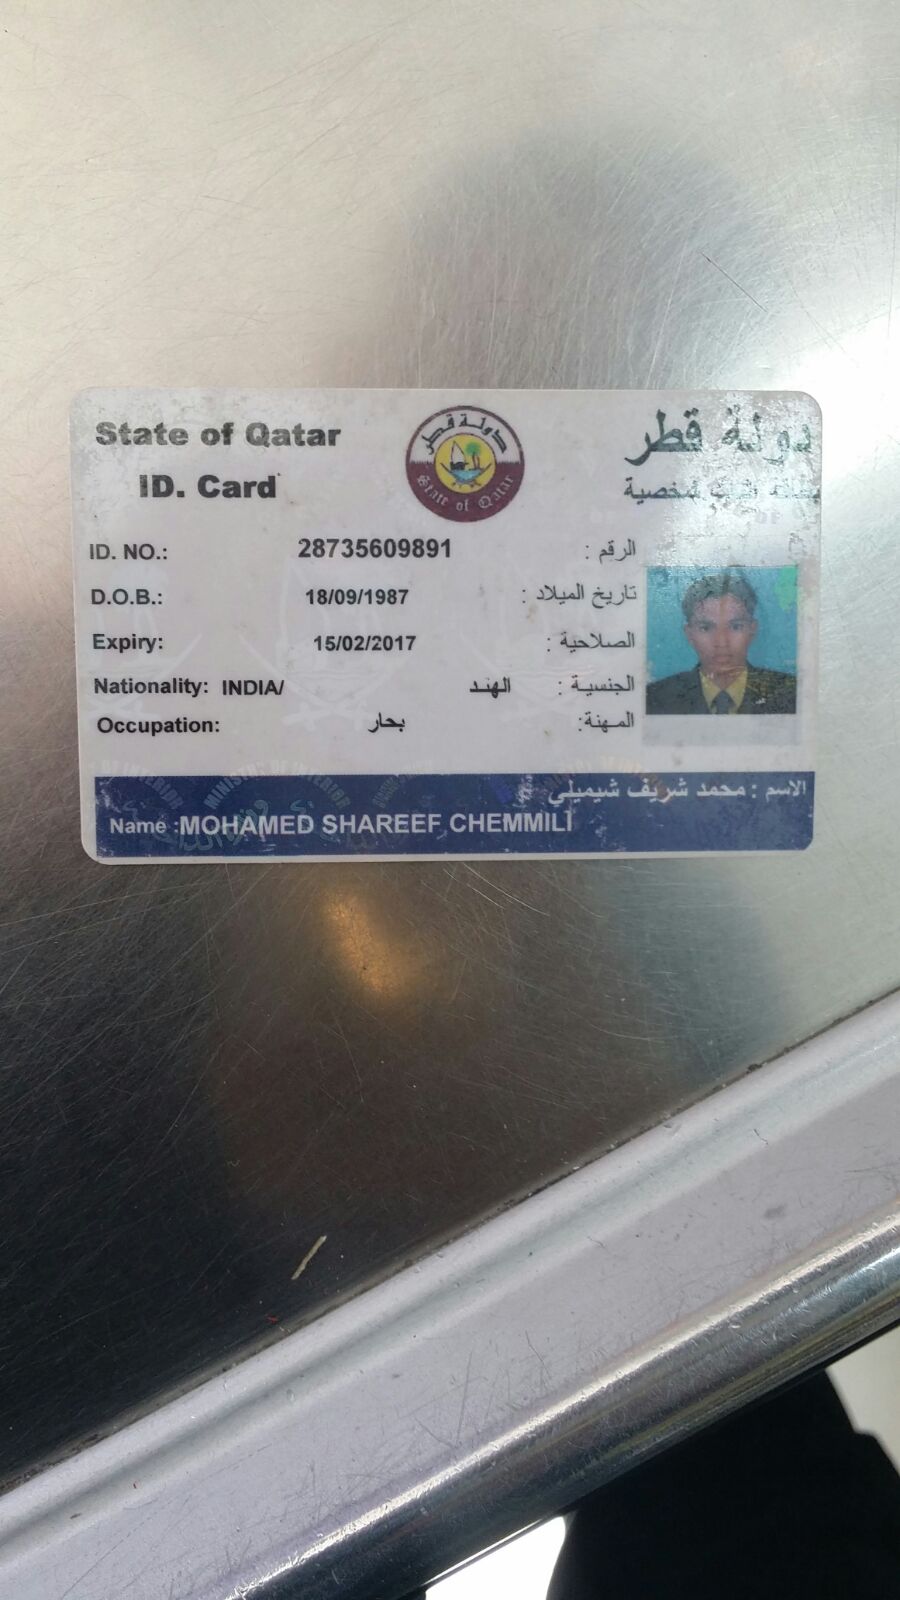 State of Qatar
دولة قطر
ID. Card
شخصية
دولة قطر
State of Qatar
ID. NO.: 28735609891 الرقم :
D.O.B.: 18/09/1987 تاريخ الميلاد :
Expiry: 15/02/2017 الصلاحية :
Nationality: INDIA/ الهند الجنسية :
Occupation: بحار المهنة:
MINISTRY OF INTERIOR
الاسم : محمد شريف شيميلي
Name :MOHAMED SHAREEF CHEMMILI